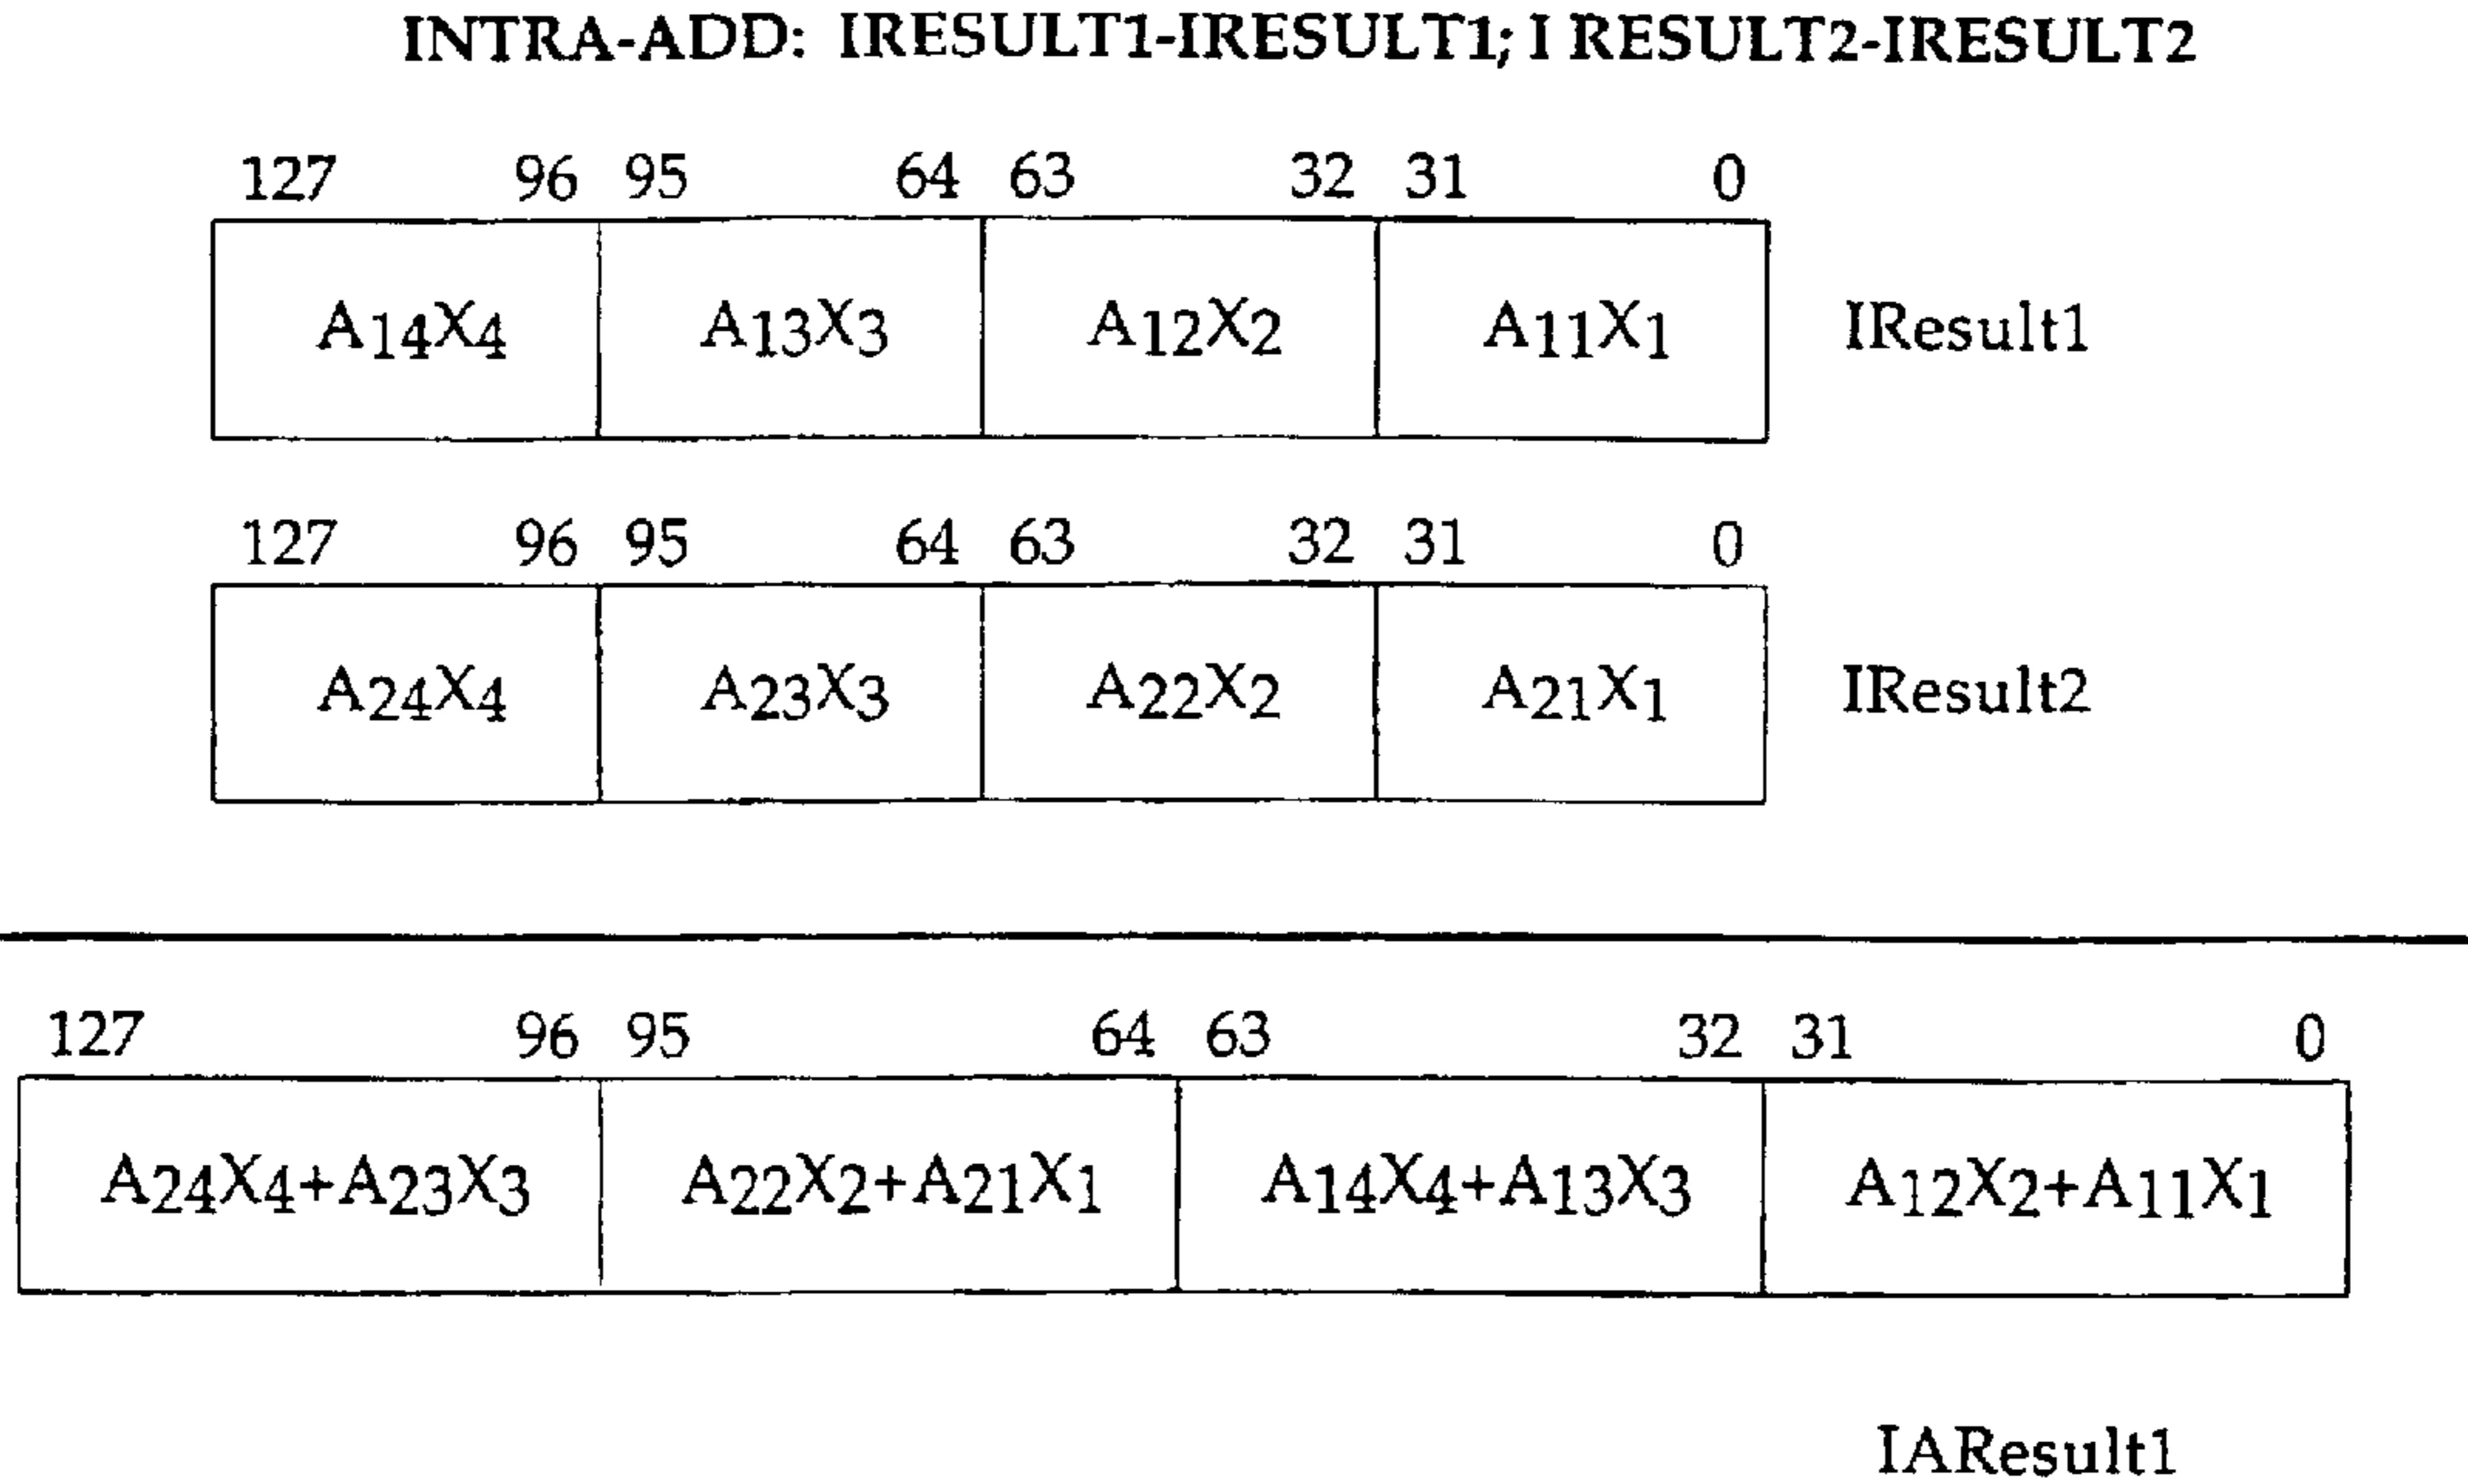 INTRA-ADD: IRESULT1-IRESULT1; I RESULT2-IRESULT2
127 96 95 64 63 32 31 0
A14X4 A13X3 A12X2 A11X1 IResult1
127 96 95 64 63 32 31 0
A24X4 A23X3 A22X2 A21X1 IResult2
127 96 95 64 63 32 31 0
A24X4+A23X3 A22X2+A21X1 A14X4+A13X3 A12X2+A11X1
IAResult1